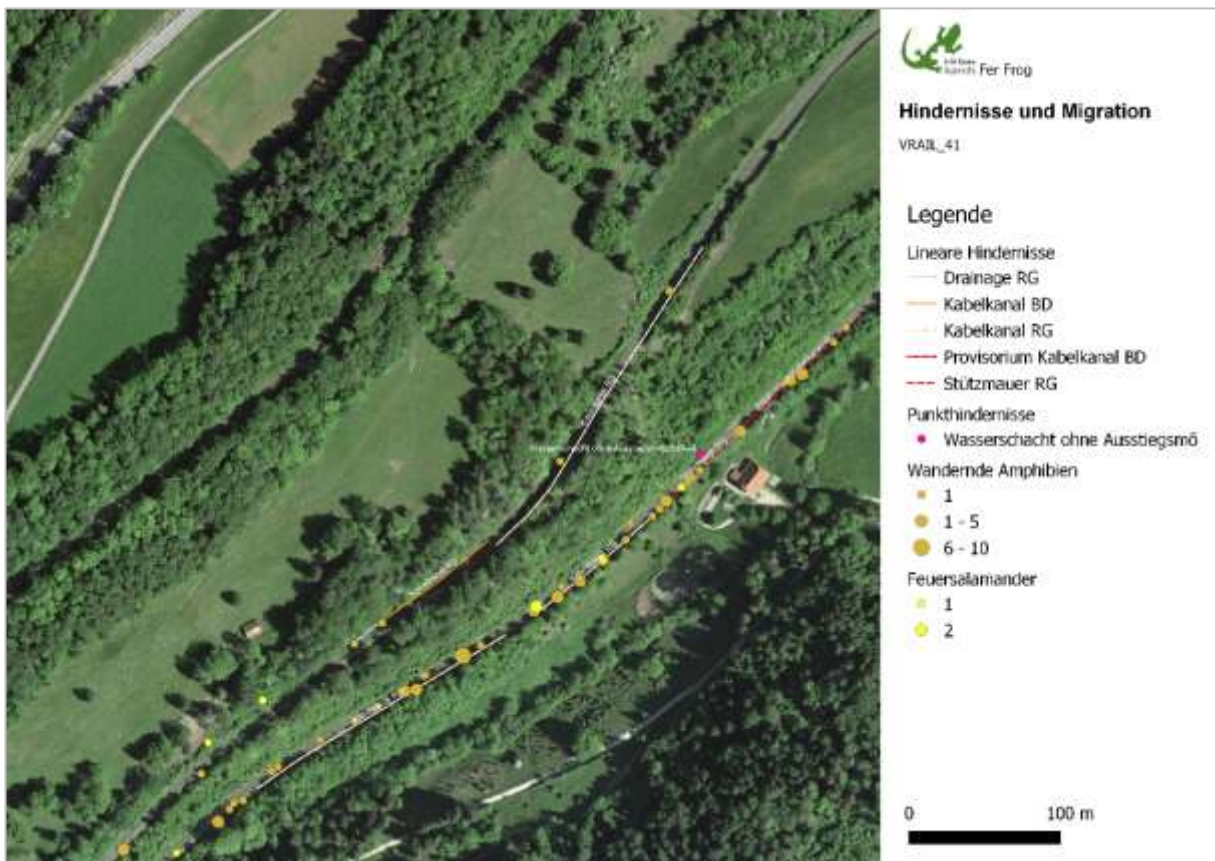 Fer Frog
Hindernisse und Migration
VRAIL_41
Legende
Lineare Hindernisse
Drainage RG
Kabelkanal BD
Kabelkanal RG
Provisorium Kabelkanal BD
Stützmauer RG
Punkthindernisse
Wasserschacht ohne Ausstiegsmö
Wandernde Amphibien
1
1 - 5
6 - 10
Feuersalamander
1
2
0 100 m